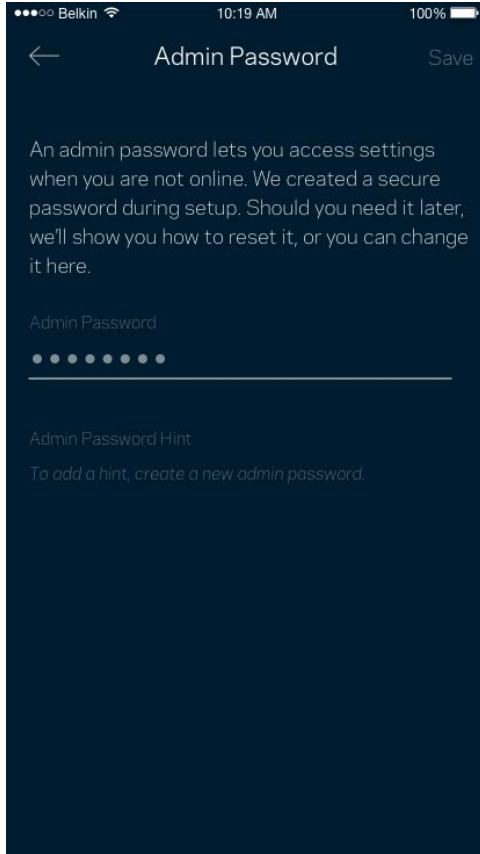 Belkin 10:19 AM 100%
Admin Password Save
An admin password lets you access settings
when you are not online. We created a secure
password during setup. Should you need it later,
we'll show you how to reset it, or you can change
it here.
Admin Password
Admin Password Hint
To add a hint, create a new admin password.